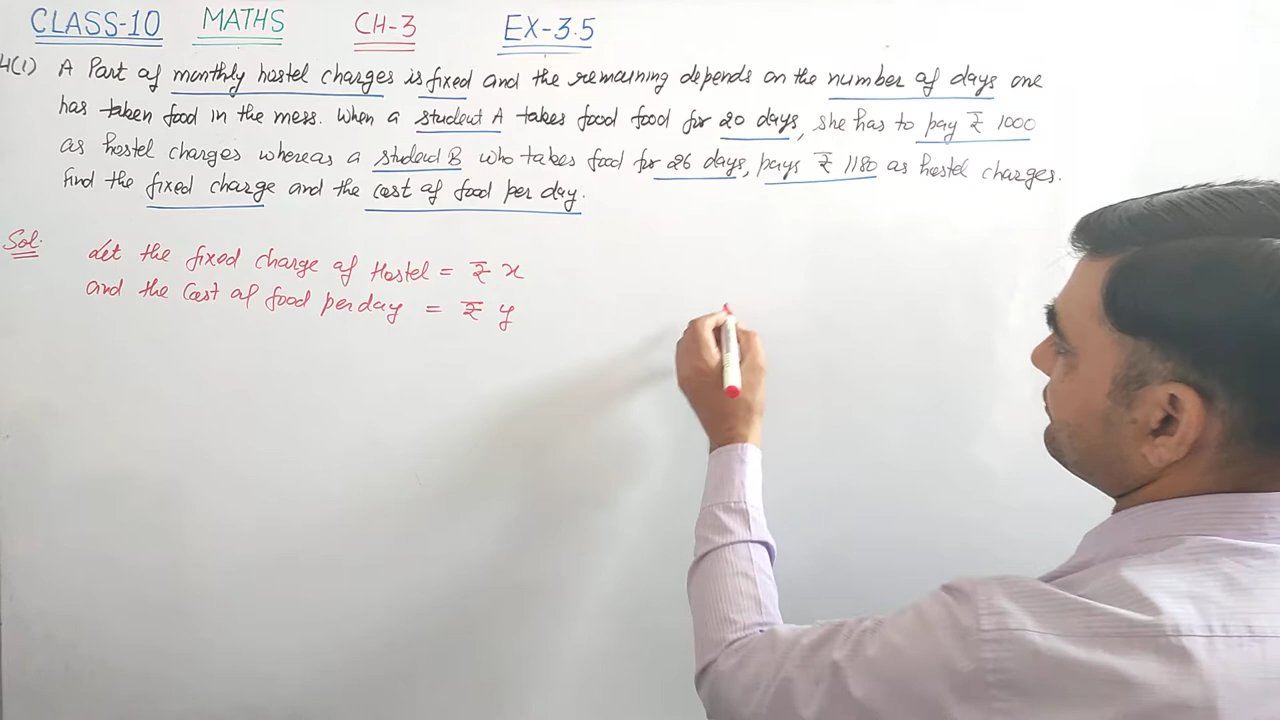 CLASS-10 MATHS CH-3 EX-3.5
4(i) A Part of monthly hostel charges is fixed and the remaining depends on the number of days one
has taken food in the mess. When a student A takes food food for 20 days, she has to pay ₹ 1000
as hostel charges whereas a student B who takes food for 26 days, pays ₹ 1180 as hostel charges.
Find the fixed charge and the cost of food per day.
Sol. Let the fixed charge of Hostel = ₹ x
and the cost of food per day = ₹ y